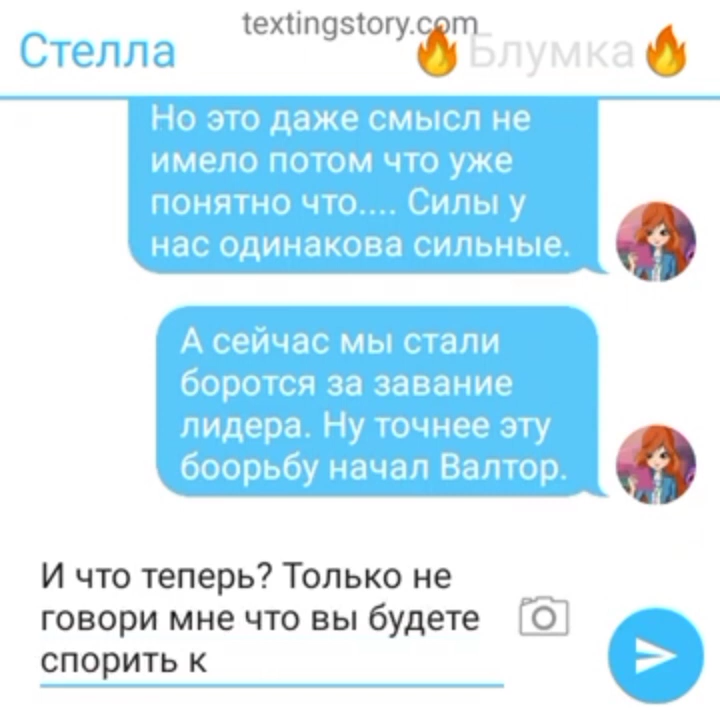 textingstory.com
Стелла
🔥Блумка🔥
Но это даже смысл не
имело потом что уже
понятно что.... Силы у
нас одинакова сильные.
А сейчас мы стали
боротся за завание
лидера. Ну точнее эту
боорьбу начал Валтор.
И что теперь? Только не
говори мне что вы будете
спорить к